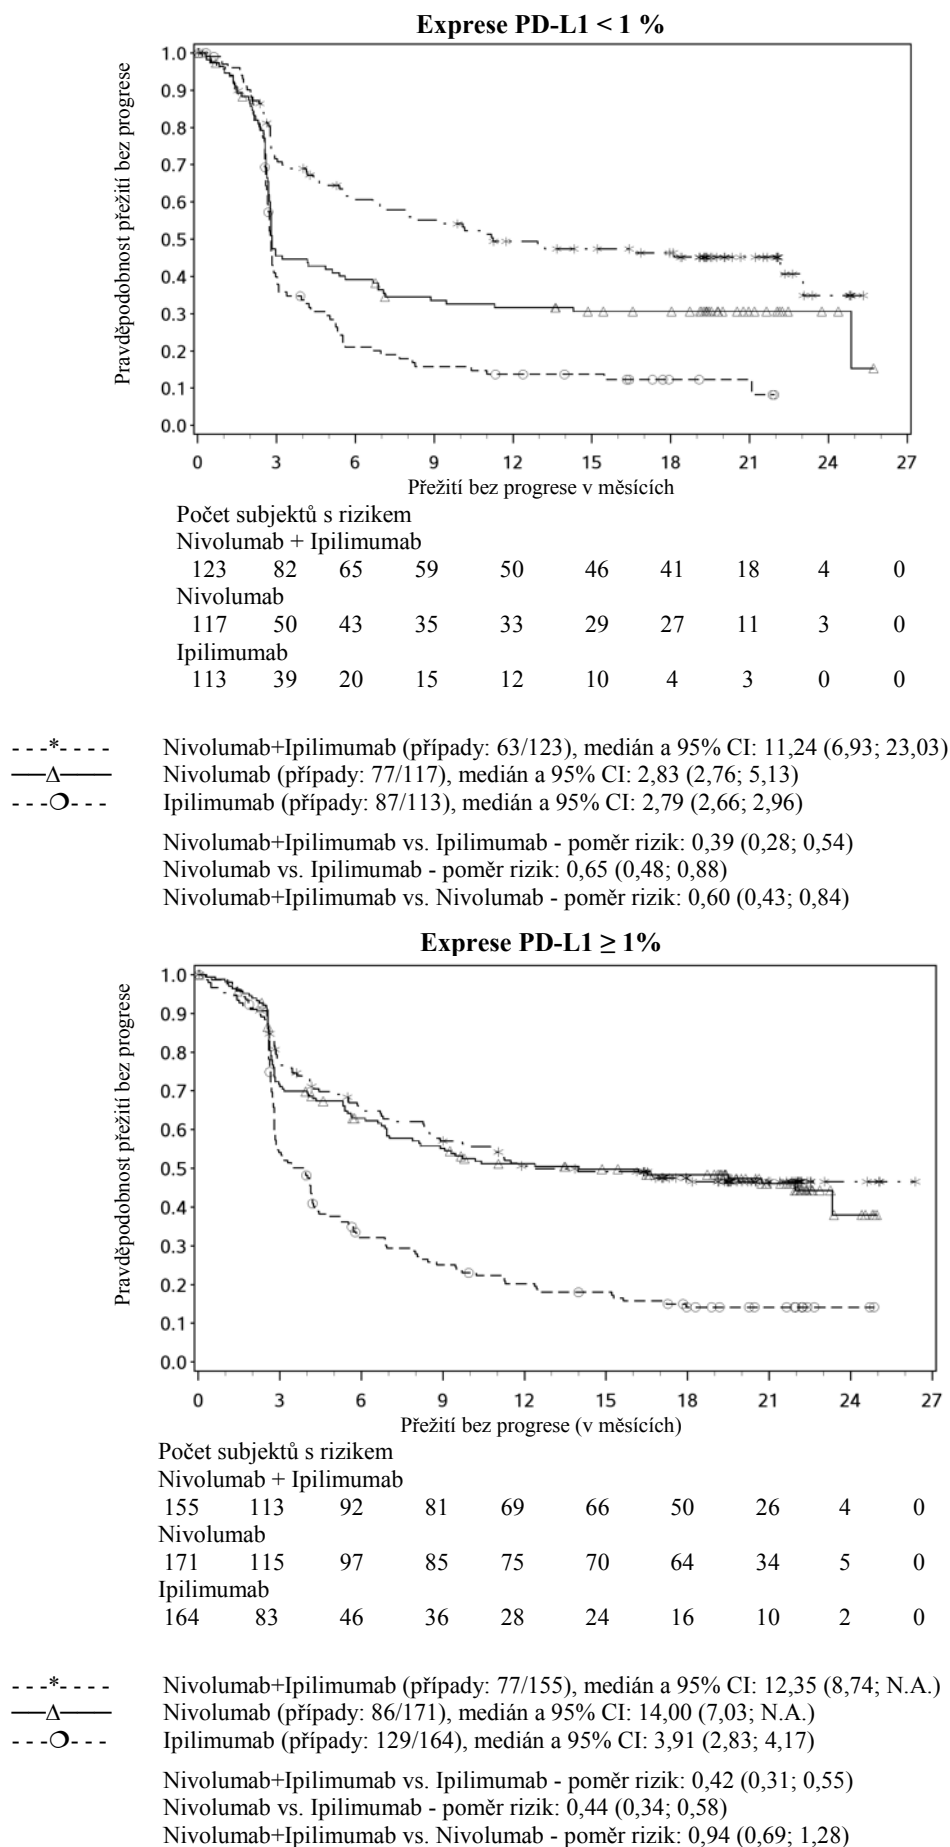 Exprese PD-L1 < 1 %
Pravděpodobnost přežití bez progrese
1.0
0.9
0.8
0.7
0.6
0.5
0.4
0.3
0.2
0.1
0.0
0 3 6 9 12 15 18 21 24 27
Přežití bez progrese v měsících
Počet subjektů s rizikem
Nivolumab + Ipilimumab
123 82 65 59 50 46 41 18 4 0
Nivolumab
117 50 43 35 33 29 27 11 3 0
Ipilimumab
113 39 20 15 12 10 4 3 0 0
- - -*- - - - Nivolumab+Ipilimumab (případy: 63/123), medián a 95% CI: 11,24 (6,93; 23,03)
──Δ─── Nivolumab (případy: 77/117), medián a 95% CI: 2,83 (2,76; 5,13)
- - -O- - - Ipilimumab (případy: 87/113), medián a 95% CI: 2,79 (2,66; 2,96)
Nivolumab+Ipilimumab vs. Ipilimumab - poměr rizik: 0,39 (0,28; 0,54)
Nivolumab vs. Ipilimumab - poměr rizik: 0,65 (0,48; 0,88)
Nivolumab+Ipilimumab vs. Nivolumab - poměr rizik: 0,60 (0,43; 0,84)
Exprese PD-L1 ≥ 1%
Pravděpodobnost přežití bez progrese
1.0
0.9
0.8
0.7
0.6
0.5
0.4
0.3
0.2
0.1
0.0
0 3 6 9 12 15 18 21 24 27
Přežití bez progrese (v měsících)
Počet subjektů s rizikem
Nivolumab + Ipilimumab
155 113 92 81 69 66 50 26 4 0
Nivolumab
171 115 97 85 75 70 64 34 5 0
Ipilimumab
164 83 46 36 28 24 16 10 2 0
- - -*- - - - Nivolumab+Ipilimumab (případy: 77/155), medián a 95% CI: 12,35 (8,74; N.A.)
──Δ─── Nivolumab (případy: 86/171), medián a 95% CI: 14,00 (7,03; N.A.)
- - -O- - - Ipilimumab (případy: 129/164), medián a 95% CI: 3,91 (2,83; 4,17)
Nivolumab+Ipilimumab vs. Ipilimumab - poměr rizik: 0,42 (0,31; 0,55)
Nivolumab vs. Ipilimumab - poměr rizik: 0,44 (0,34; 0,58)
Nivolumab+Ipilimumab vs. Nivolumab - poměr rizik: 0,94 (0,69; 1,28)